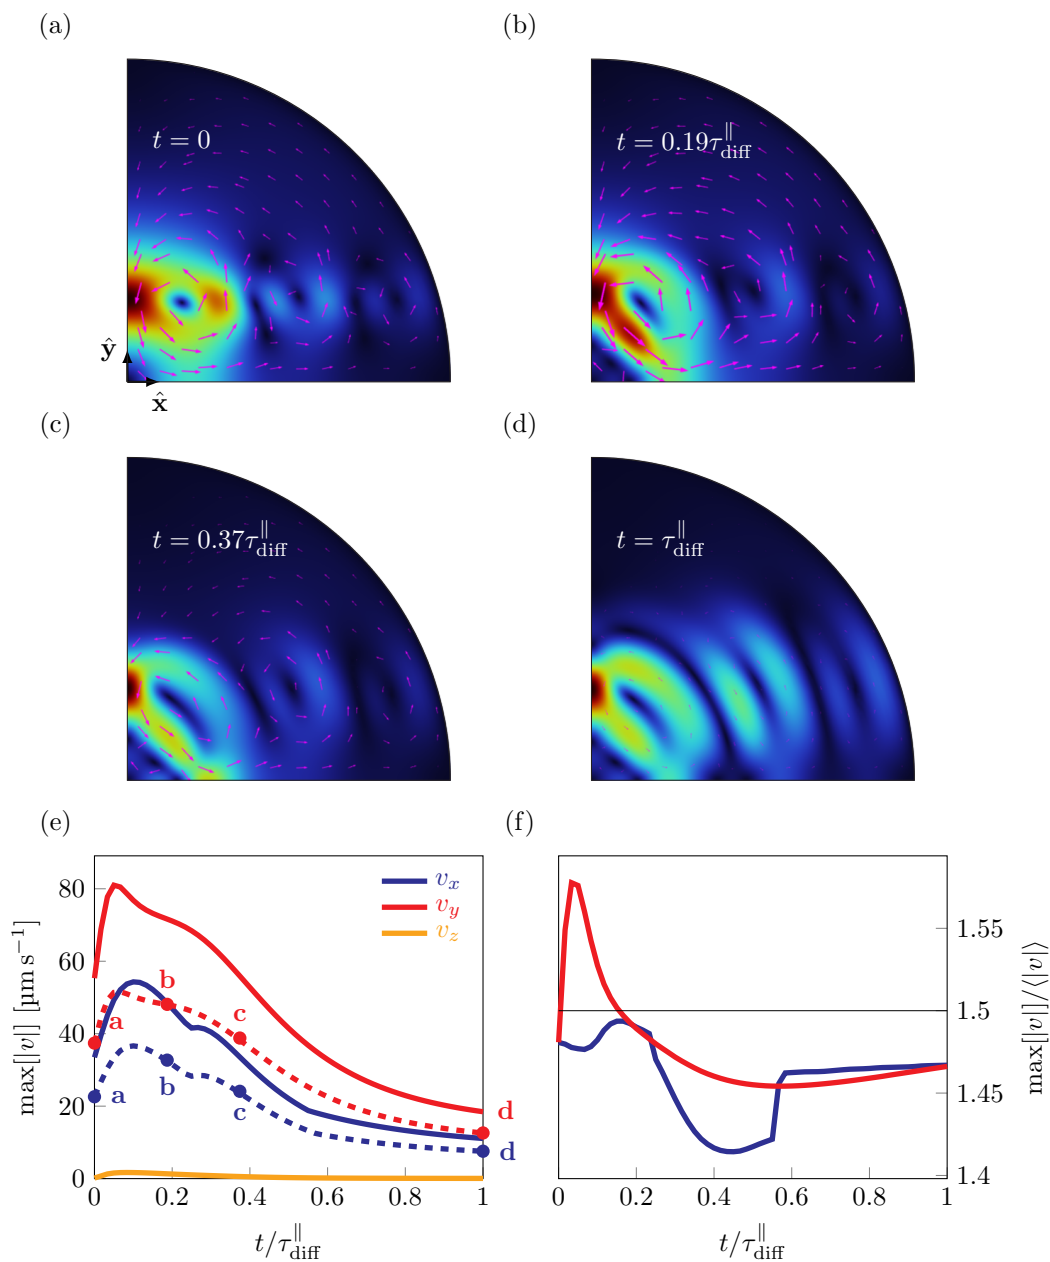 (a)
(b)
t = 0
t = 0.19τ_diff^∥
ŷ
x̂
(c)
(d)
t = 0.37τ_diff^∥
t = τ_diff^∥
(e)
(f)
max[|v|] [µm s⁻¹]
80
60
40
20
0
v_x
v_y
v_z
a
b
c
d
a
b
c
d
0
0.2
0.4
0.6
0.8
1
t/τ_diff^∥
1.55
1.5
1.45
1.4
max[|v|]/⟨|v|⟩
0
0.2
0.4
0.6
0.8
1
t/τ_diff^∥